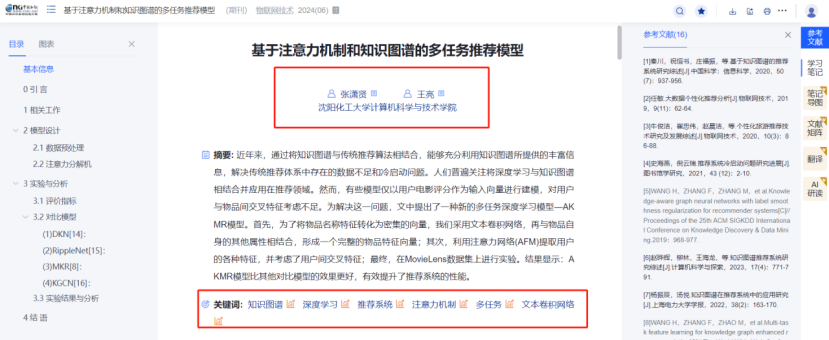 基于注意力机制和知识图谱的多任务推荐模型 (期刊) 物联网技术 2024(06)
目录 图表
基本信息
0 引言
1 相关工作
2 模型设计
2.1 数据预处理
2.2 注意力分解机
3 实验与分析
3.1 评价指标
3.2 对比模型
(1)DKN[14]:
(2)RippleNet[15]:
(3)MKR[8]:
(4)KGCN[16]:
3.3 实验结果与分析
4 结 语
基于注意力机制和知识图谱的多任务推荐模型
张潇贤 王亮
沈阳化工大学计算机科学与技术学院
摘要: 近年来，通过将知识图谱与传统推荐算法相结合，能够充分利用知识图谱所提供的丰富信
息，解决传统推荐体系中存在的数据不足和冷启动问题。人们普遍关注将深度学习与知识图谱
相结合并应用在推荐领域。然而，有些模型仅以用户电影评分作为输入向量进行建模，对用户
与物品间交叉特征考虑不足。为解决这一问题，文中提出了一种新的多任务深度学习模型—AK
MR模型。首先，为了将物品名称特征转化为密集的向量，我们采用文本卷积网络，再与物品自
身的其他属性相结合，形成一个完整的物品特征向量；其次，利用注意力网络(AFM)提取用户
的各种特征，并考虑了用户间交叉特征；最终，在MovieLens数据集上进行实验。结果显示：A
KMR模型比其他对比模型的效果更好，有效提升了推荐系统的性能。
关键词: 知识图谱 深度学习 推荐系统 注意力机制 多任务 文本卷积网络
参考文献(16)
[1]秦川，祝恒书，庄福振，等.基于知识图谱的推荐
系统研究综述[J].中国科学：信息科学，2020，50
(7)：937-956.
[2]任敏.大数据个性化推荐分析[J].物联网技术，201
9，9(11)：62-64.
[3]牛俊洁，崔忠伟，赵晨洁，等.个性化旅游推荐技
术研究及发展综述[J].物联网技术，2020，10(3)：8
6-88.
[4]史海燕，倪云瑞.推荐系统冷启动问题研究进展[J].
图书馆学研究，2021，43 (12)：2-10.
[5]WANG H，ZHANG F，ZHANG M，et al.Knowle
dge-aware graph neural networks with label smoot
hness regularization for recommender systems[C]//
Proceedings of the 25th ACM SIGKDD Internationa
l Conference on Knowledge Discovery & Data Mini
ng.2019：968-977.
[6]赵晔辉，柳林，王海龙，等.知识图谱推荐系统研
究综述[J].计算机科学与探索，2023，17(4)：771-7
91.
[7]杨振辰，汤悦.知识图谱在推荐系统中的应用研究
[J].上海电力大学学报，2022，38(2)：163-170.
[8]WANG H，ZHANG F，ZHAO M，et al.Multi-tas
k feature learning for knowledge graph enhanced r
参考
文献
学习
笔记
笔记
导图
文献
矩阵
翻译
AI
研读